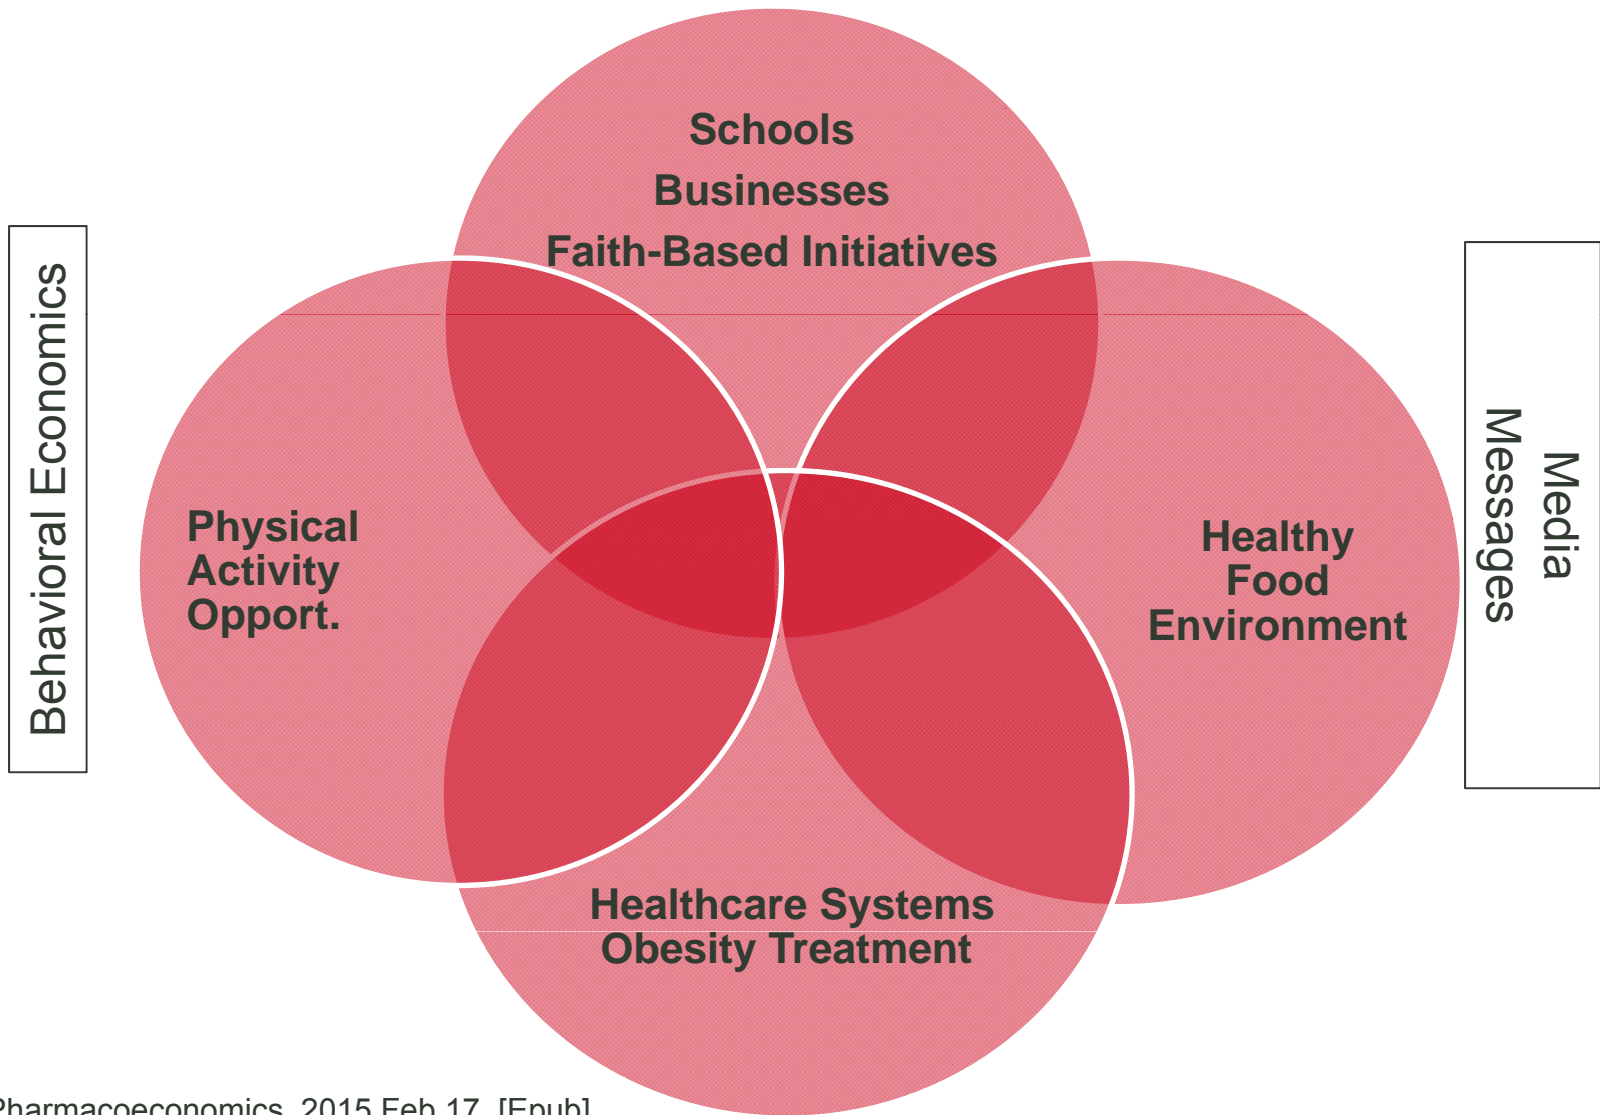 Schools
Businesses
Faith-Based Initiatives
Behavioral Economics
Physical
Activity
Opport.
Healthy
Food
Environment
Media
Messages
Healthcare Systems
Obesity Treatment
Pharmacoeconomics. 2015 Feb 17. [Epub]